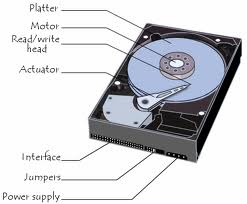 Platter
Motor
Read/write
head
Actuator
Interface
Jumpers
Power supply